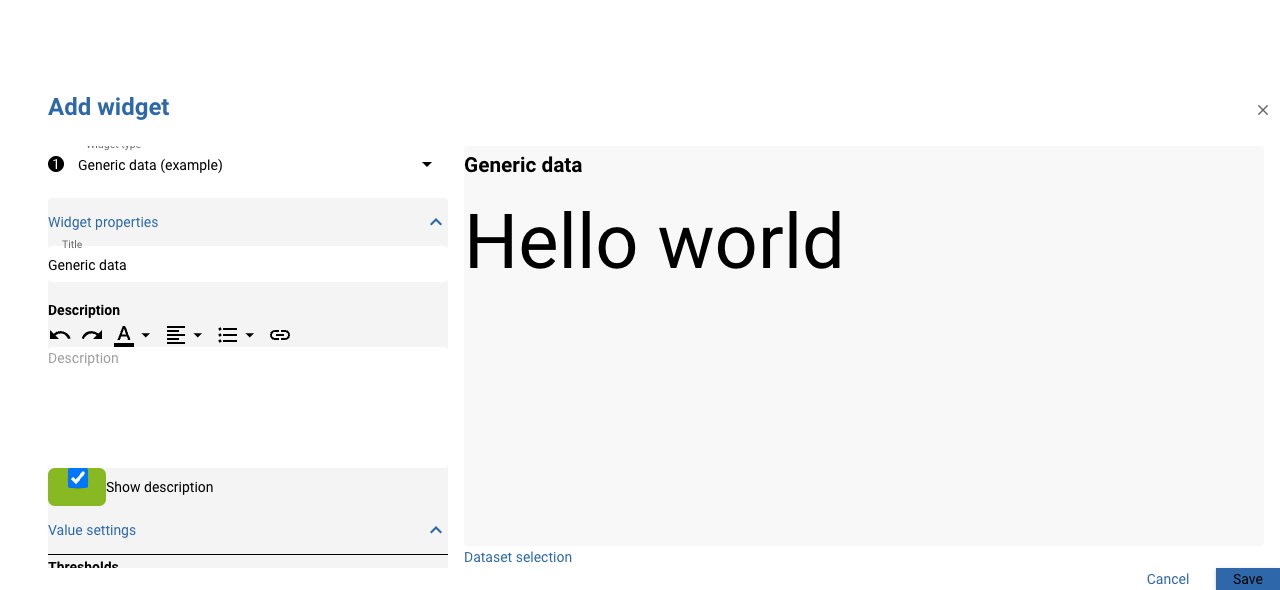 Add widget
Widget type
1
Generic data (example)
Widget properties
Title
Generic data
Description
A
Description
Show description
Value settings
Thresholds
Generic data
Hello world
Dataset selection
Cancel
Save